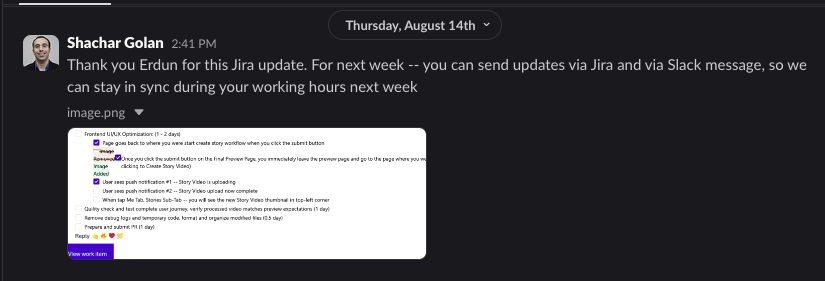 Thursday, August 14th
Shachar Golan 2:41 PM
Thank you Erdun for this Jira update. For next week -- you can send updates via Jira and via Slack message, so we
can stay in sync during your working hours next week
image.png
Frontend UI/UX Optimization: (1 - 2 days)
Page goes back to where you were start create story workflow when you click the submit button
Image
Removed
Once you click the submit button on the Final Preview Page, you immediately leave the preview page and go to the page where you we
Image
clicking to Create Story Video)
Added
User sees push notification #1 -- Story Video is uploading
User sees push notification #2 -- Story Video upload now complete
When tap Me Tab, Stories Sub-Tab -- you will see the new Story Video thumbnail in top-left corner
Quility check and test complete user journey, verify processed video matches preview expectations (1 day)
Remove debug logs and temporary code, format and organize modified files (0.5 day)
Prepare and submit PR (1 day)
Reply 👍 🔥 ❤️ 🎉
View work item